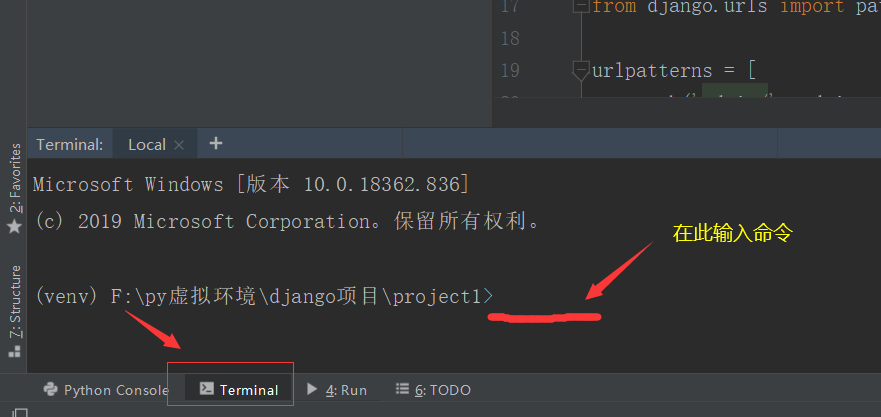 17 from django.urls import pa
18
19 urlpatterns = [
Terminal: Local × +
Microsoft Windows [版本 10.0.18362.836]
(c) 2019 Microsoft Corporation。保留所有权利。
在此输入命令
(venv) F:\py虚拟环境\django项目\project1>
2: Favorites
7: Structure
Python Console Terminal 4: Run 6: TODO